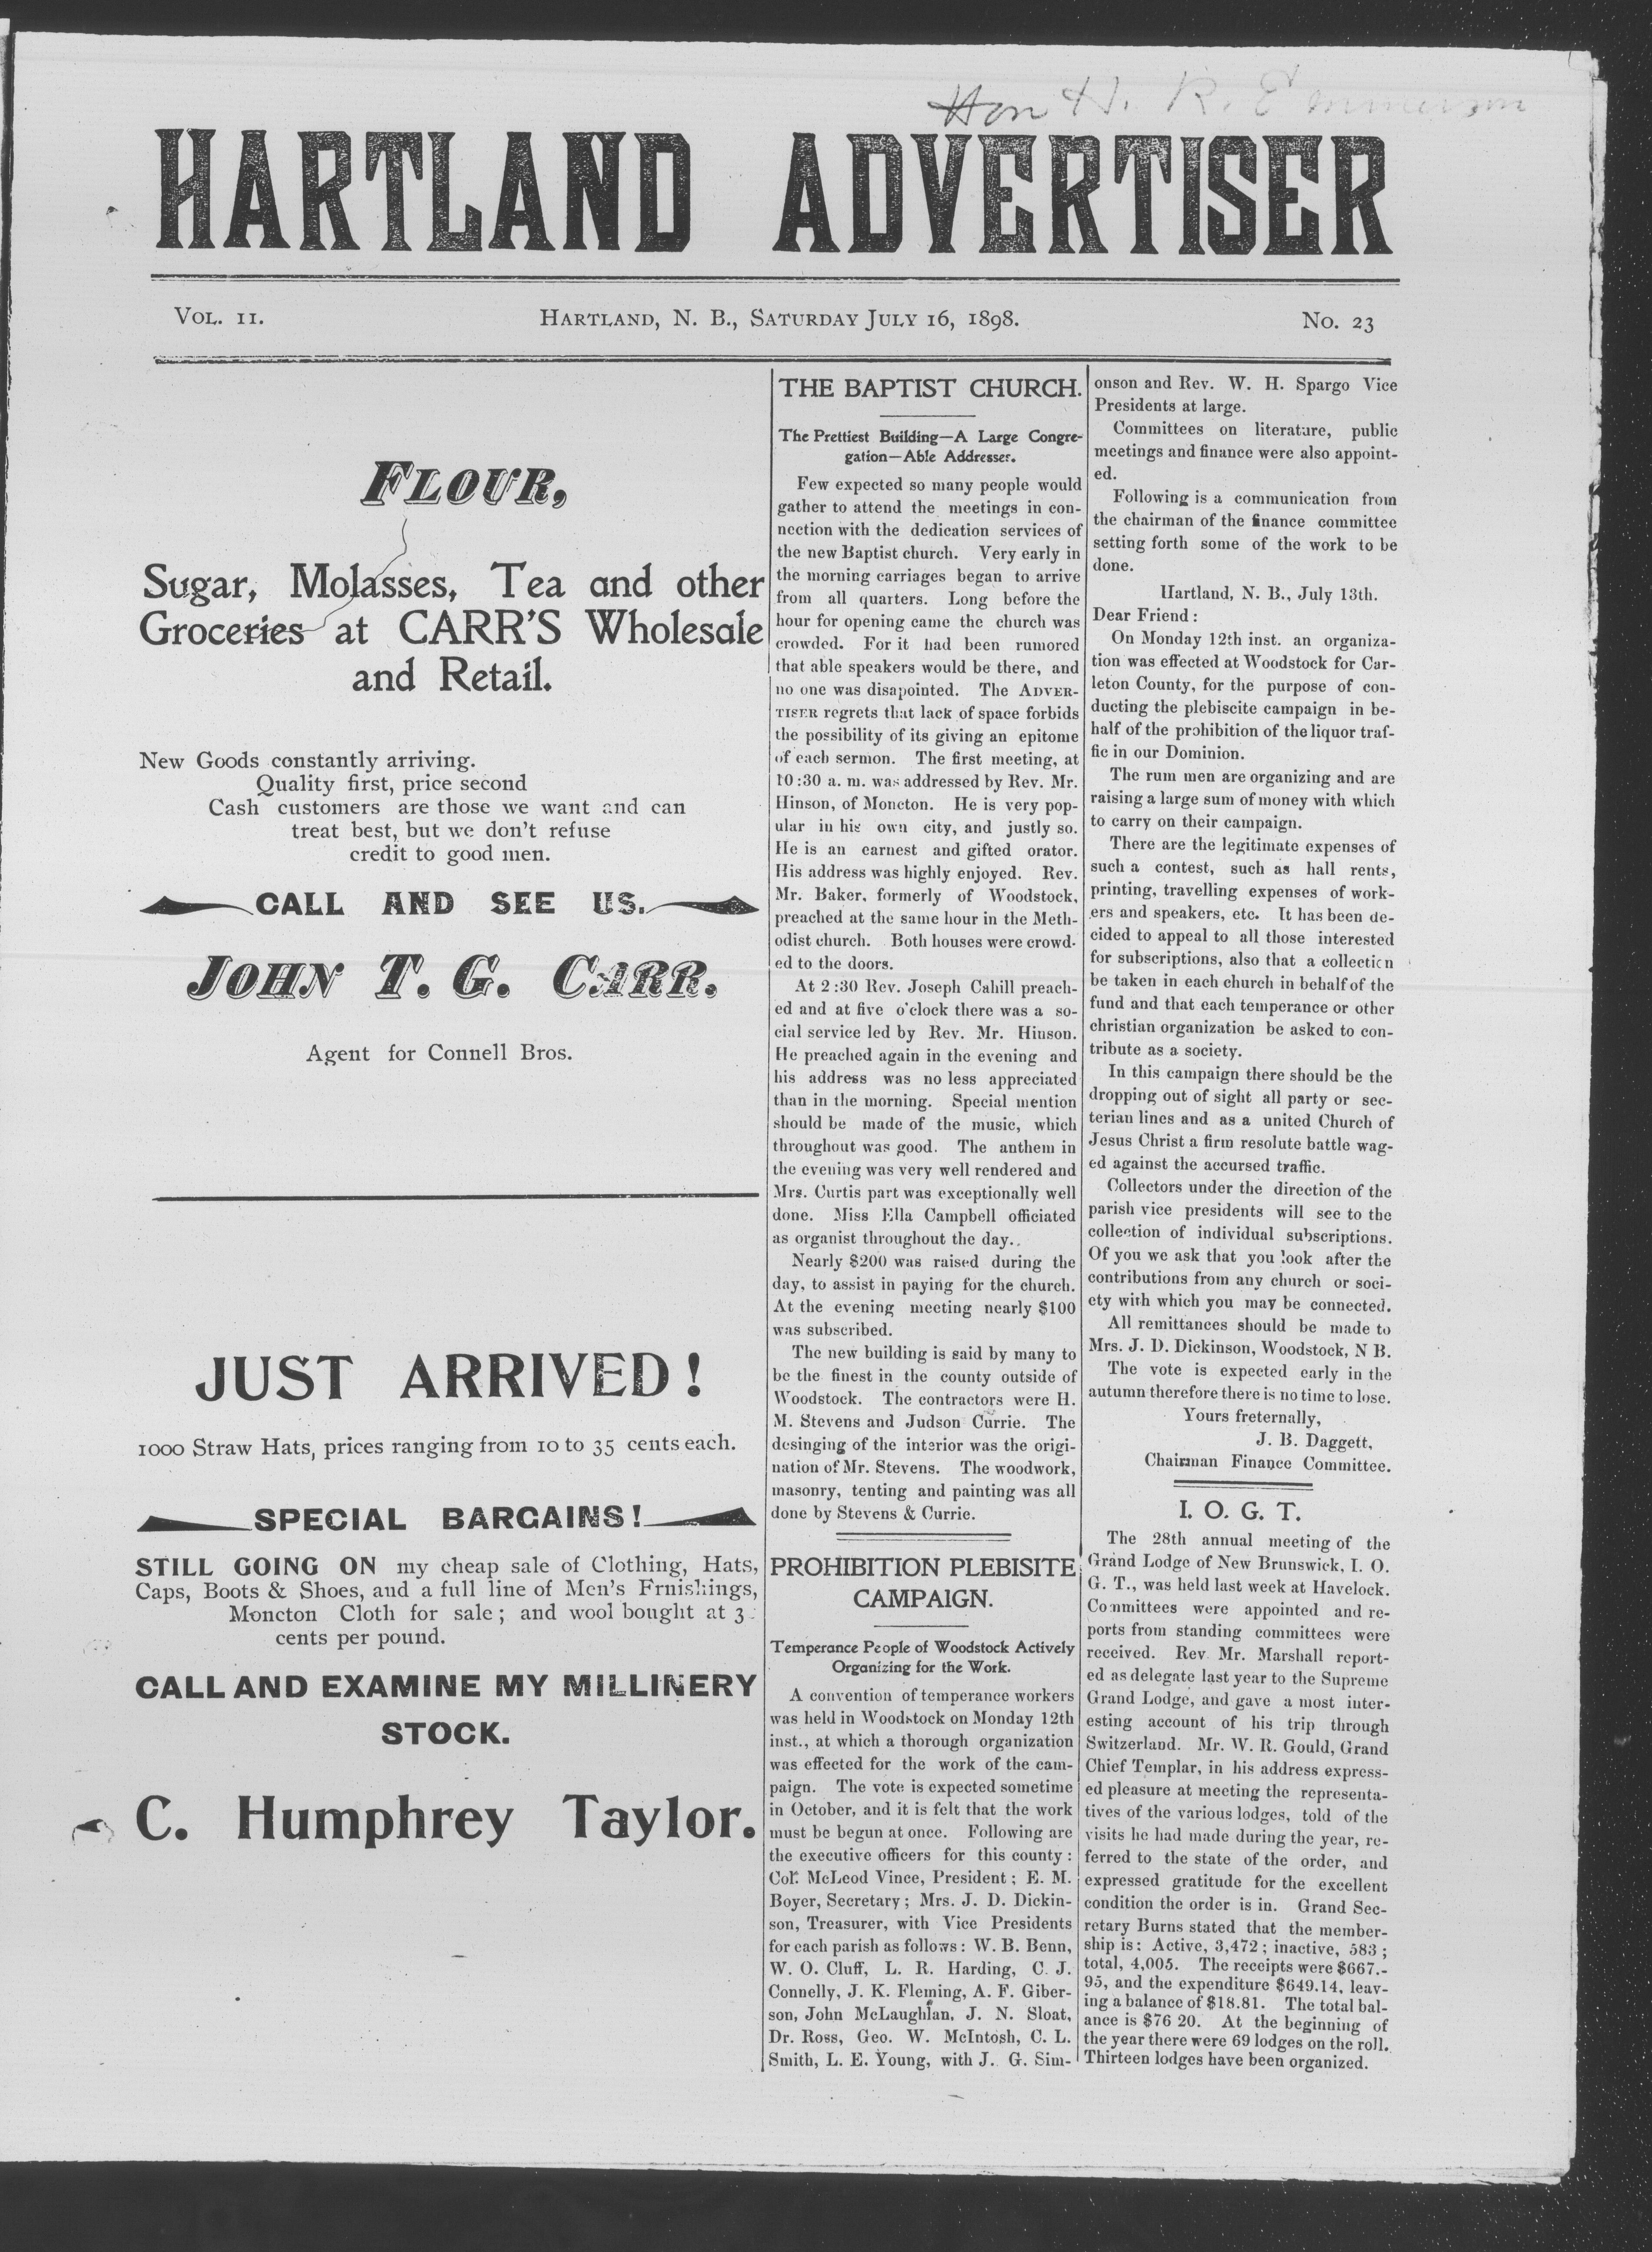 Hon H. R. Emmerson
HARTLAND ADVERTISER
VOL. 11.
HARTLAND, N. B., SATURDAY JULY 16, 1898.
No. 23
FLOUR,
Sugar, Molasses, Tea and other
Groceries at CARR'S Wholesale
and Retail.
New Goods constantly arriving.
Quality first, price second
Cash customers are those we want and can
treat best, but we don't refuse
credit to good men.
CALL AND SEE US.
JOHN T. G. CARR.
Agent for Connell Bros.
JUST ARRIVED!
1000 Straw Hats, prices ranging from 10 to 35 cents each.
SPECIAL BARGAINS!
STILL GOING ON my cheap sale of Clothing, Hats,
Caps, Boots & Shoes, and a full line of Men's Frnishings,
Moncton Cloth for sale; and wool bought at
cents per pound.
CALL AND EXAMINE MY MILLINERY
STOCK.
C. Humphrey Taylor.
THE BAPTIST CHURCH.
The Prettiest Building—A Large Congre-
gation—Able Addresses.
Few expected so many people would
gather to attend the meetings in con-
nection with the dedication services of
the new Baptist church. Very early in
the morning carriages began to arrive
from all quarters. Long before the
hour for opening came the church was
crowded. For it had been rumored
that able speakers would be there, and
no one was disapointed. The ADVER-
TISER regrets that lack of space forbids
the possibility of its giving an epitome
of each sermon. The first meeting, at
10:30 a. m. was addressed by Rev. Mr.
Hinson, of Moncton. He is very pop-
ular in his own city, and justly so.
He is an earnest and gifted orator.
His address was highly enjoyed. Rev.
Mr. Baker, formerly of Woodstock,
preached at the same hour in the Meth-
odist church. Both houses were crowd-
ed to the doors.
At 2:30 Rev. Joseph Cahill preach-
ed and at five o'clock there was a so-
cial service led by Rev. Mr. Hinson.
He preached again in the evening and
his address was no less appreciated
than in the morning. Special mention
should be made of the music, which
throughout was good. The anthem in
the evening was very well rendered and
Mrs. Curtis part was exceptionally well
done. Miss Ella Campbell officiated
as organist throughout the day..
Nearly $200 was raised during the
day, to assist in paying for the church.
At the evening meeting nearly $100
was subscribed.
The new building is said by many to
be the finest in the county outside of
Woodstock. The contractors were H.
M. Stevens and Judson Currie. The
desinging of the interior was the origi-
nation of Mr. Stevens. The woodwork,
masonry, tenting and painting was all
done by Stevens & Currie.
PROHIBITION PLEBISITE
CAMPAIGN.
Temperance People of Woodstock Actively
Organizing for the Work.
A convention of temperance workers
was held in Woodstock on Monday 12th
inst., at which a thorough organization
was effected for the work of the cam-
paign. The vote is expected sometime
in October, and it is felt that the work
must be begun at once. Following are
the executive officers for this county:
Col. McLeod Vince, President; E. M.
Boyer, Secretary; Mrs. J. D. Dickin-
son, Treasurer, with Vice Presidents
for each parish as follows: W. B. Benn,
W. O. Cluff, L. R. Harding, C. J.
Connelly, J. K. Fleming, A. F. Giber-
son, John McLaughlan, J. N. Sloat,
Dr. Ross, Geo. W. McIntosh, C. L.
Smith, L. E. Young, with J. G. Sim-
onson and Rev. W. H. Spargo Vice
Presidents at large.
Committees on literature, public
meetings and finance were also appoint-
ed.
Following is a communication from
the chairman of the finance committee
setting forth some of the work to be
done.
Hartland, N. B., July 13th.
Dear Friend:
On Monday 12th inst. an organiza-
tion was effected at Woodstock for Car-
leton County, for the purpose of con-
ducting the plebiscite campaign in be-
half of the prohibition of the liquor traf-
fic in our Dominion.
The rum men are organizing and are
raising a large sum of money with which
to carry on their campaign.
There are the legitimate expenses of
such a contest, such as hall rents,
printing, travelling expenses of work-
ers and speakers, etc. It has been de-
cided to appeal to all those interested
for subscriptions, also that a collection
be taken in each church in behalf of the
fund and that each temperance or other
christian organization be asked to con-
tribute as a society.
In this campaign there should be the
dropping out of sight all party or sec-
terian lines and as a united Church of
Jesus Christ a firm resolute battle wag-
ed against the accursed traffic.
Collectors under the direction of the
parish vice presidents will see to the
collection of individual subscriptions.
Of you we ask that you look after the
contributions from any church or soci-
ety with which you may be connected.
All remittances should be made to
Mrs. J. D. Dickinson, Woodstock, N B.
The vote is expected early in the
autumn therefore there is no time to lose.
Yours freternally,
J. B. Daggett,
Chairman Finance Committee.
I. O. G. T.
The 28th annual meeting of the
Grand Lodge of New Brunswick, I. O.
G. T., was held last week at Havelock.
Committees were appointed and re-
ports from standing committees were
received. Rev. Mr. Marshall report-
ed as delegate last year to the Supreme
Grand Lodge, and gave a most inter-
esting account of his trip through
Switzerland. Mr. W. R. Gould, Grand
Chief Templar, in his address express-
ed pleasure at meeting the representa-
tives of the various lodges, told of the
visits he had made during the year, re-
ferred to the state of the order, and
expressed gratitude for the excellent
condition the order is in. Grand Sec-
retary Burns stated that the member-
ship is: Active, 3,472; inactive, 583;
total, 4,005. The receipts were $667.-
95, and the expenditure $649.14, leav-
ing a balance of $18.81. The total bal-
ance is $76 20. At the beginning of
the year there were 69 lodges on the roll.
Thirteen lodges have been organized.